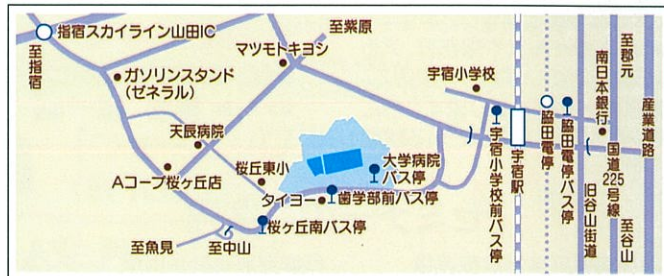 指宿スカイライン山田IC
至指宿
ガソリンスタンド
(ゼネラル)
マツモトキヨシ
至紫原
天辰病院
Aコープ桜ヶ丘店
桜丘東小
タイヨー
大学病院
バス停
歯学部前バス停
桜ヶ丘南バス停
至魚見
至中山
宇宿小学校
宇宿小学校前バス停
宇宿駅
脇田電停
脇田電停バス停
旧谷山街道
南日本銀行
国道225号線
至郡元
至谷山
産業道路